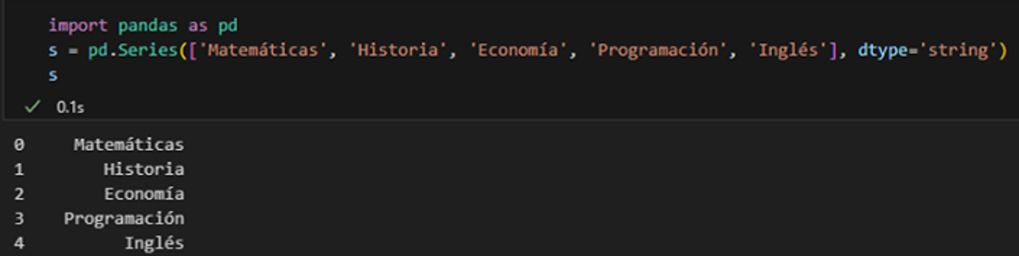 import pandas as pd
s = pd.Series(['Matemáticas', 'Historia', 'Economía', 'Programación', 'Inglés'], dtype='string')
s
✓ 0.1s
0 Matemáticas
1 Historia
2 Economía
3 Programación
4 Inglés